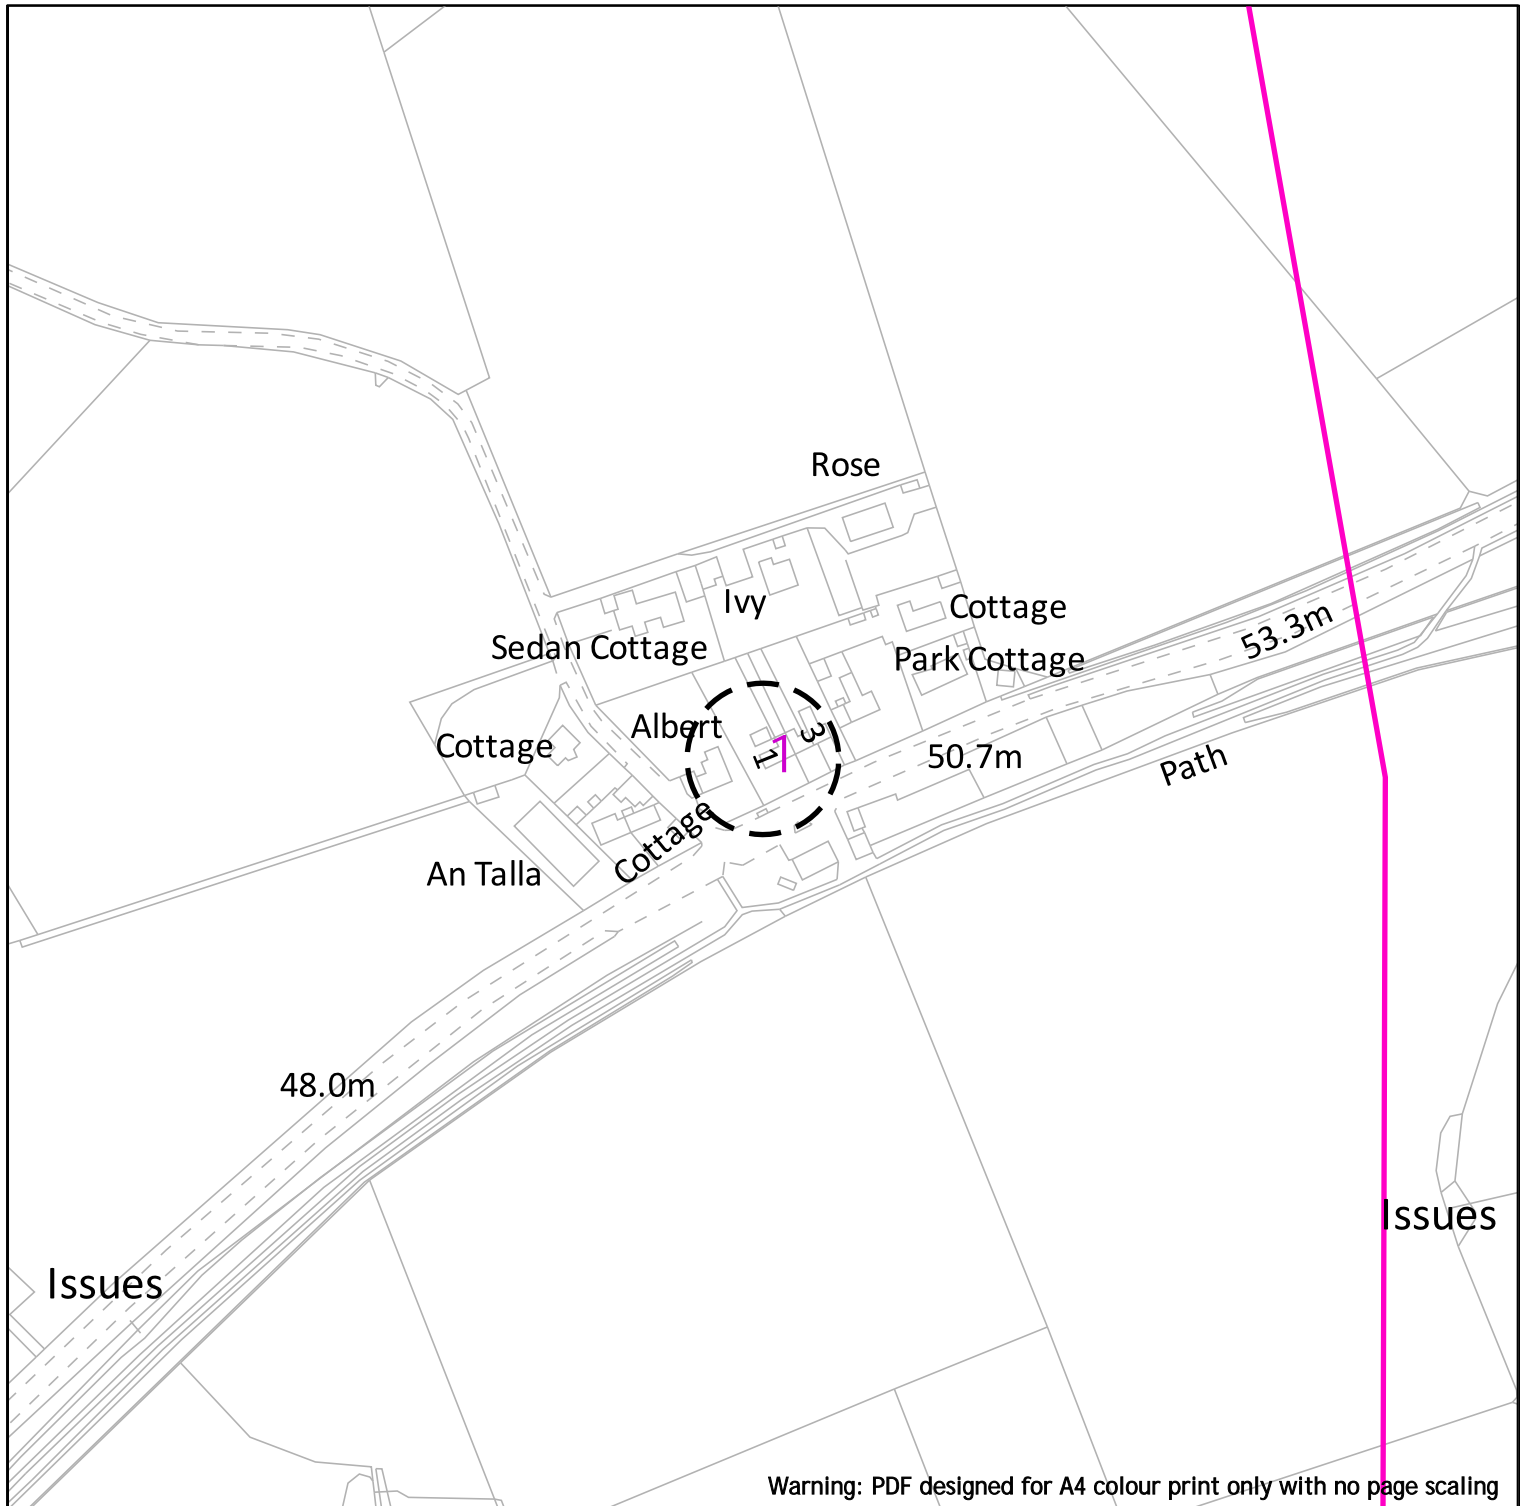 Rose
Ivy
Cottage
53.3m
Sedan Cottage
Park Cottage
Albert
3
Cottage
1
1
50.7m
Path
Cottage
An Talla
48.0m
Issues
Issues
Warning: PDF designed for A4 colour print only with no page scaling